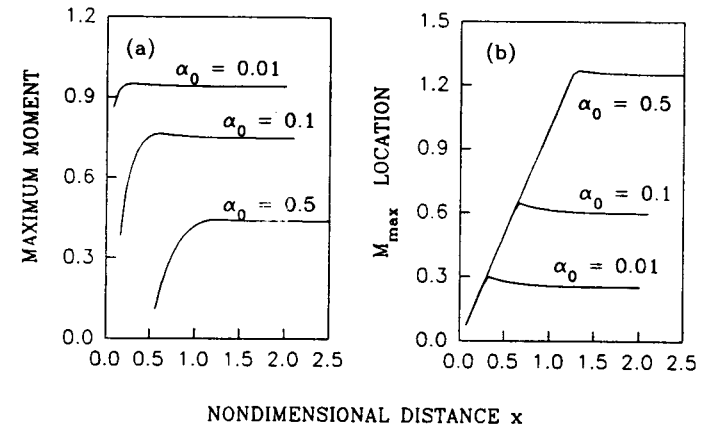 1.2
0.9
0.6
0.3
0.0
MAXIMUM MOMENT
(a)
α₀ = 0.01
α₀ = 0.1
α₀ = 0.5
0.0 0.5 1.0 1.5 2.0 2.5
1.5
1.2
0.9
0.6
0.3
0.0
Mmax LOCATION
(b)
α₀ = 0.5
α₀ = 0.1
α₀ = 0.01
0.0 0.5 1.0 1.5 2.0 2.5
NONDIMENSIONAL DISTANCE x